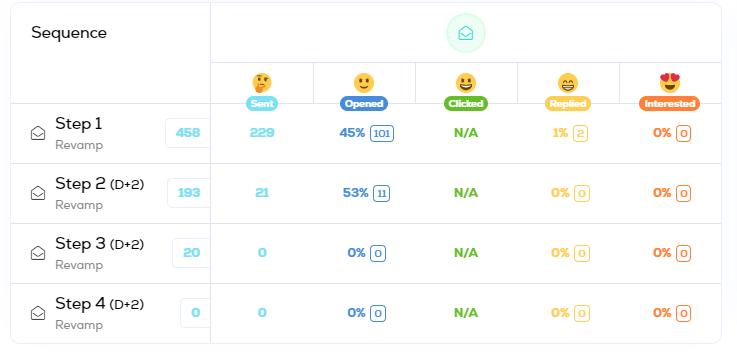 Sequence
Sent Opened Clicked Replied Interested
Step 1 458 229 45% 101 N/A 1% 2 0% 0
Revamp
Step 2 (D+2) 193 21 53% 11 N/A 0% 0 0% 0
Revamp
Step 3 (D+2) 20 0 0% 0 N/A 0% 0 0% 0
Revamp
Step 4 (D+2) 0 0 0% 0 N/A 0% 0 0% 0
Revamp